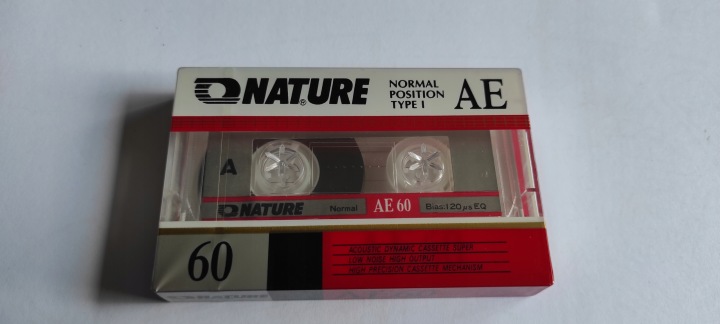 NATURE®
NORMAL
POSITION
TYPE I
AE
A
NATURE Normal AE 60 Bias:120μs EQ
60
ACOUSTIC DYNAMIC CASSETTE SUPER
LOW NOISE HIGH OUTPUT
HIGH PRECISION CASSETTE MECHANISM